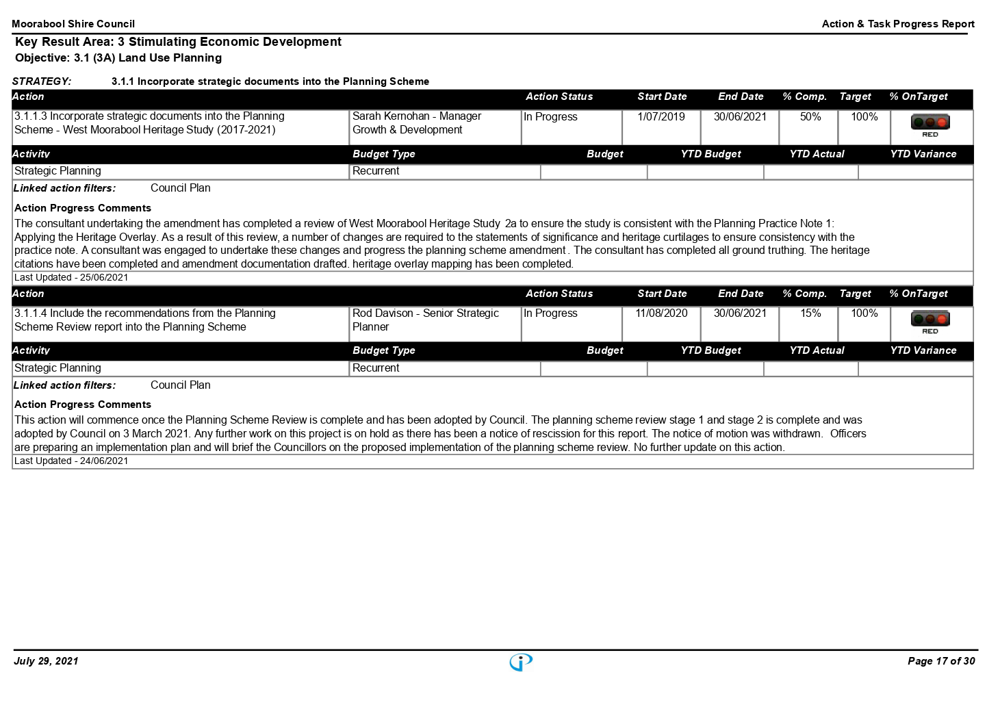 Moorabool Shire Council Action & Task Progress Report
Key Result Area: 3 Stimulating Economic Development
Objective: 3.1 (3A) Land Use Planning
STRATEGY: 3.1.1 Incorporate strategic documents into the Planning Scheme
Action Action Status Start Date End Date % Comp. Target % OnTarget
3.1.1.3 Incorporate strategic documents into the Planning Sarah Kernohan - Manager In Progress 1/07/2019 30/06/2021 50% 100%
Scheme - West Moorabool Heritage Study (2017-2021) Growth & Development RED
Activity Budget Type Budget YTD Budget YTD Actual YTD Variance
Strategic Planning Recurrent
Linked action filters: Council Plan
Action Progress Comments
The consultant undertaking the amendment has completed a review of West Moorabool Heritage Study 2a to ensure the study is consistent with the Planning Practice Note 1:
Applying the Heritage Overlay. As a result of this review, a number of changes are required to the statements of significance and heritage curtilages to ensure consistency with the
practice note. A consultant was engaged to undertake these changes and progress the planning scheme amendment . The consultant has completed all ground truthing. The heritage
citations have been completed and amendment documentation drafted. heritage overlay mapping has been completed.
Last Updated - 25/06/2021
Action Action Status Start Date End Date % Comp. Target % OnTarget
3.1.1.4 Include the recommendations from the Planning Rod Davison - Senior Strategic In Progress 11/08/2020 30/06/2021 15% 100%
Scheme Review report into the Planning Scheme Planner RED
Activity Budget Type Budget YTD Budget YTD Actual YTD Variance
Strategic Planning Recurrent
Linked action filters: Council Plan
Action Progress Comments
This action will commence once the Planning Scheme Review is complete and has been adopted by Council. The planning scheme review stage 1 and stage 2 is complete and was
adopted by Council on 3 March 2021. Any further work on this project is on hold as there has been a notice of rescission for this report. The notice of motion was withdrawn. Officers
are preparing an implementation plan and will brief the Councillors on the proposed implementation of the planning scheme review. No further update on this action.
Last Updated - 24/06/2021
July 29, 2021 Page 17 of 30